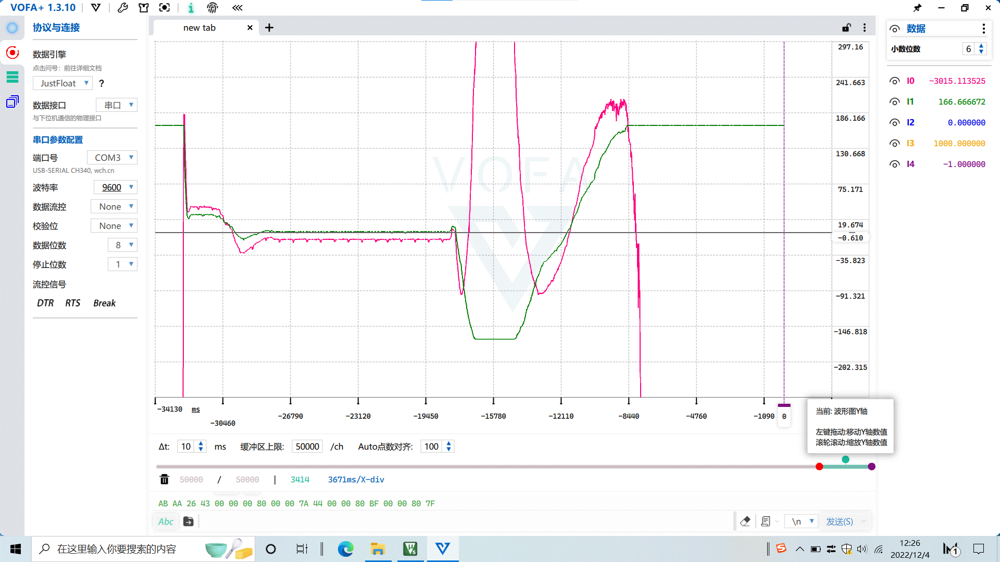 VOFA+ 1.3.10
协议与连接
数据引擎
点击问号：前往详细文档
JustFloat
?
数据接口
串口
与下位机通信的物理接口
串口参数配置
端口号
COM3
USB-SERIAL CH340, wch.cn
波特率
9600
数据流控
None
校验位
None
数据位数
8
停止位数
1
流控信号
DTR RTS Break
new tab
297.16
241.663
186.166
130.668
75.171
19.674
-0.610
-35.823
-91.321
-146.818
-202.315
VOFA
-34130 ms
-30460
-26790
-23120
-19450
-15780
-12110
-8440
-4760
-1090
0
当前: 波形图Y轴
左键拖动:移动Y轴数值
滚轮滚动:缩放Y轴数值
Δt: 10 ms 缓冲区上限: 50000 /ch Auto点数对齐: 100
50000 / 50000 | 3414 3671ms/X-div
AB AA 26 43 00 00 00 80 00 00 7A 44 00 00 80 BF 00 00 80 7F
Abc
\n
发送(S)
数据
小数位数 6
I0 -3015.113525
I1 166.666672
I2 0.000000
I3 1000.000000
I4 -1.000000
在这里输入你要搜索的内容
12:26
2022/12/4
1